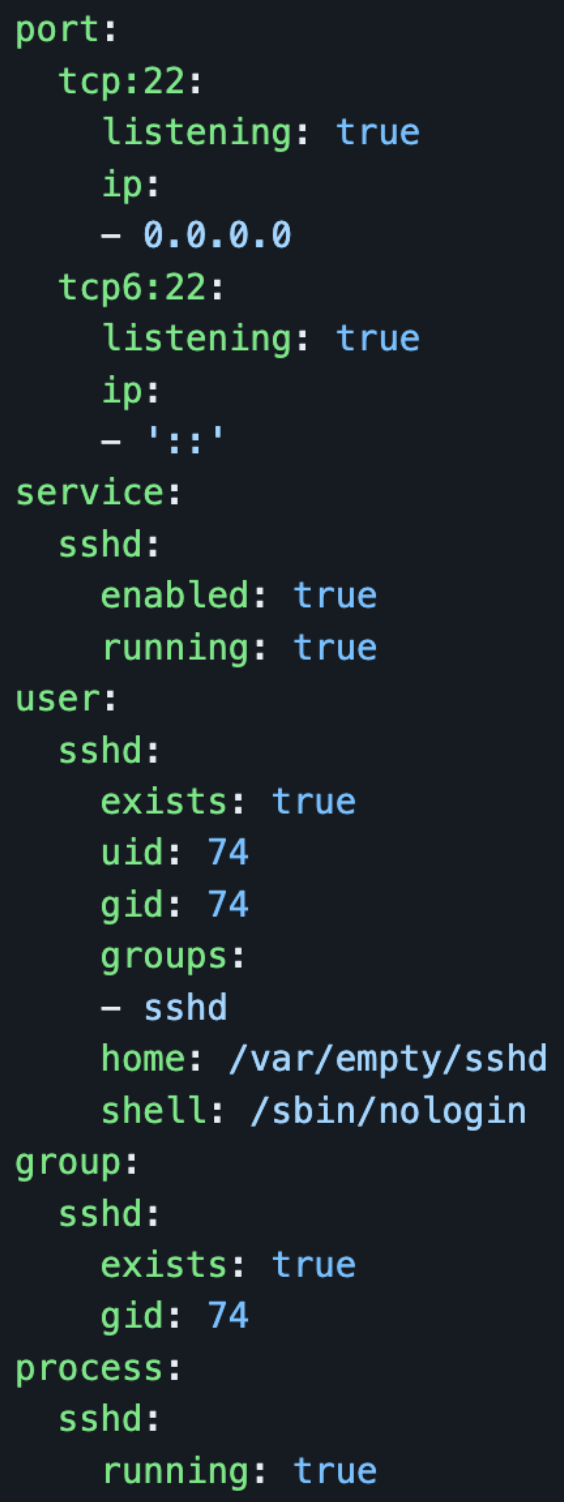 port:
  tcp:22:
    listening: true
    ip:
    - 0.0.0.0
  tcp6:22:
    listening: true
    ip:
    - '::'
service:
  sshd:
    enabled: true
    running: true
user:
  sshd:
    exists: true
    uid: 74
    gid: 74
    groups:
    - sshd
    home: /var/empty/sshd
    shell: /sbin/nologin
group:
  sshd:
    exists: true
    gid: 74
process:
  sshd:
    running: true